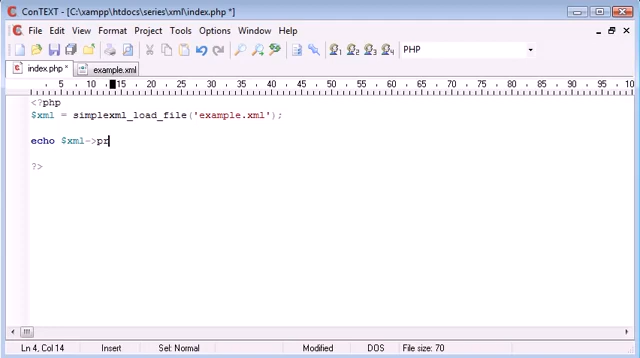 ConTEXT - [C:\xampp\htdocs\series\xml\index.php *]
File Edit View Format Project Tools Options Window Help
PHP
index.php * example.xml
0 5 10 15 20 25 30 35 40 45 50 55 60 65 70 75 80 85 90 95 10
<?php
$xml = simplexml_load_file('example.xml');
echo $xml->pr
?>
Ln 4, Col 14 Insert Sel: Normal Modified DOS File size: 70